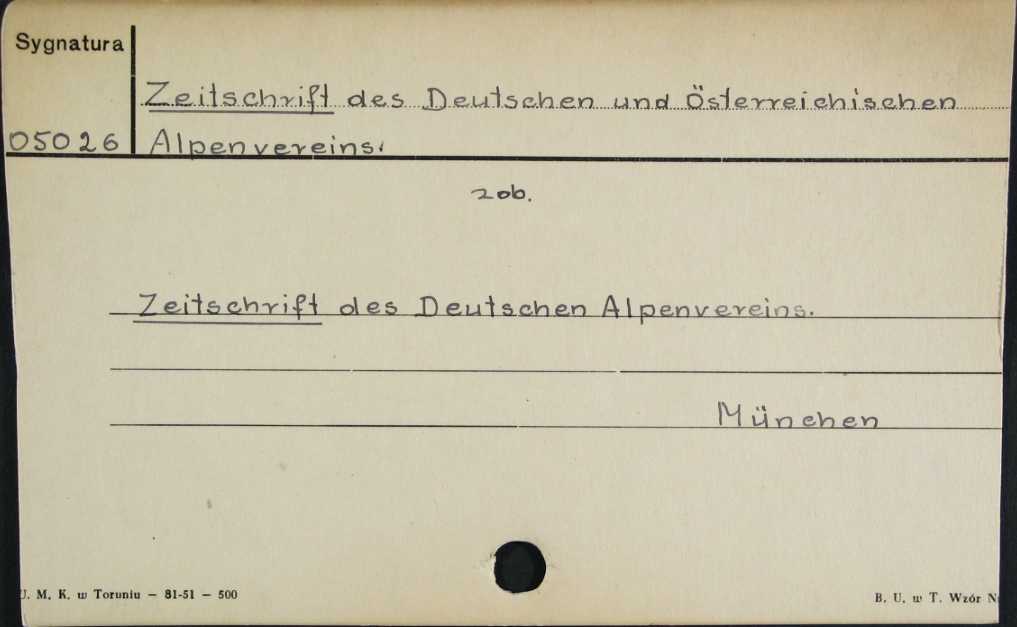 Sygnatura
Zeitschrift des Deutschen und Österreichischen
05026 Alpenvereins.
zob.
Zeitschrift des Deutschen Alpenvereins.
München
U. M. K. w Toruniu — 81-51 — 500
B. U. w T. Wzór N